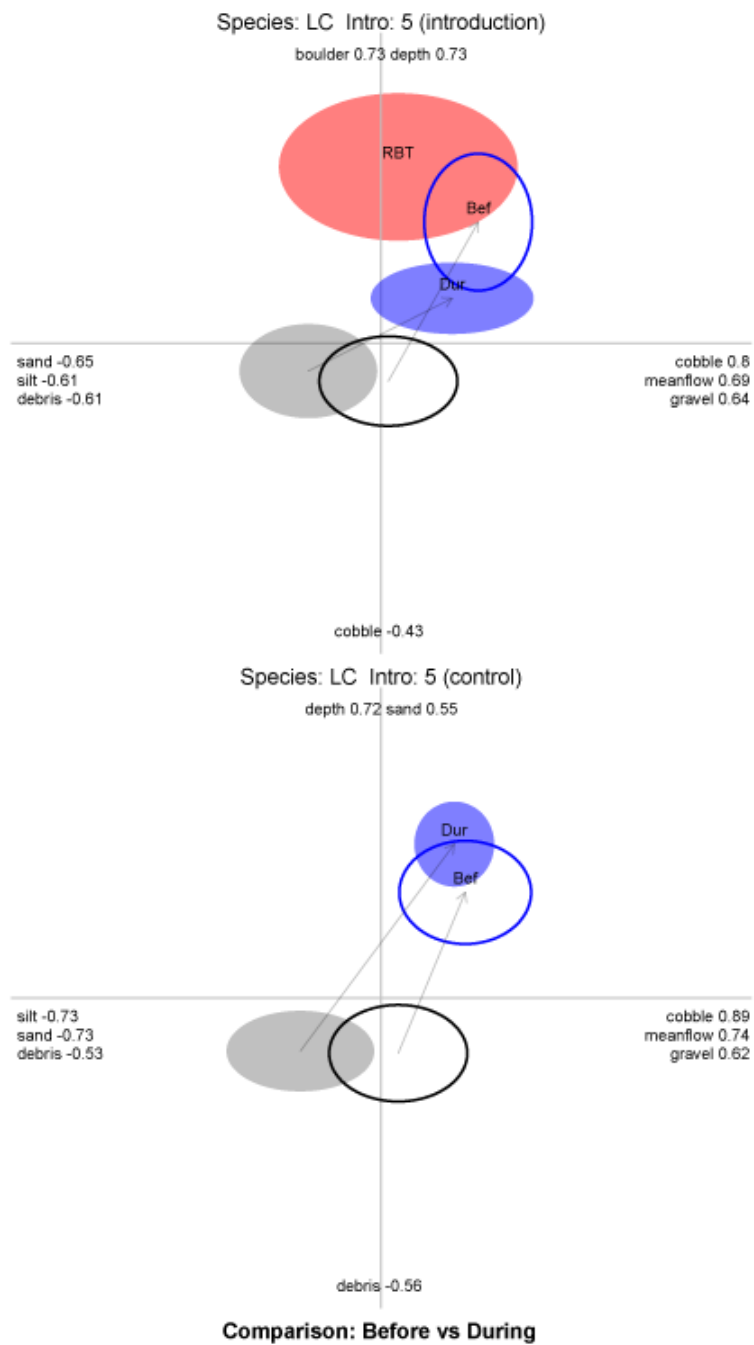 Species: LC  Intro: 5 (introduction)
boulder 0.73 depth 0.73
RBT
Bef
Dur
sand -0.65
silt -0.61
debris -0.61
cobble 0.8
meanflow 0.69
gravel 0.64
cobble -0.43
Species: LC  Intro: 5 (control)
depth 0.72 sand 0.55
Dur
Bef
silt -0.73
sand -0.73
debris -0.53
cobble 0.89
meanflow 0.74
gravel 0.62
debris -0.56
Comparison: Before vs During